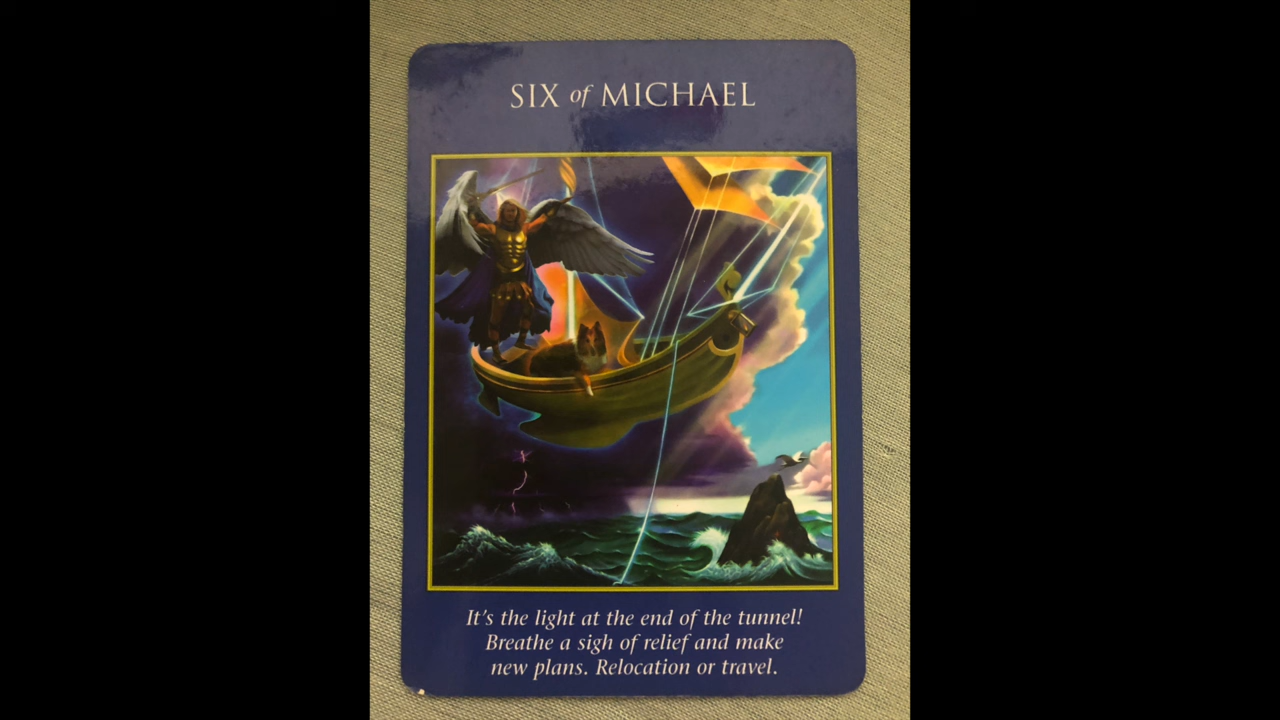 SIX of MICHAEL
It's the light at the end of the tunnel!
Breathe a sigh of relief and make
new plans. Relocation or travel.